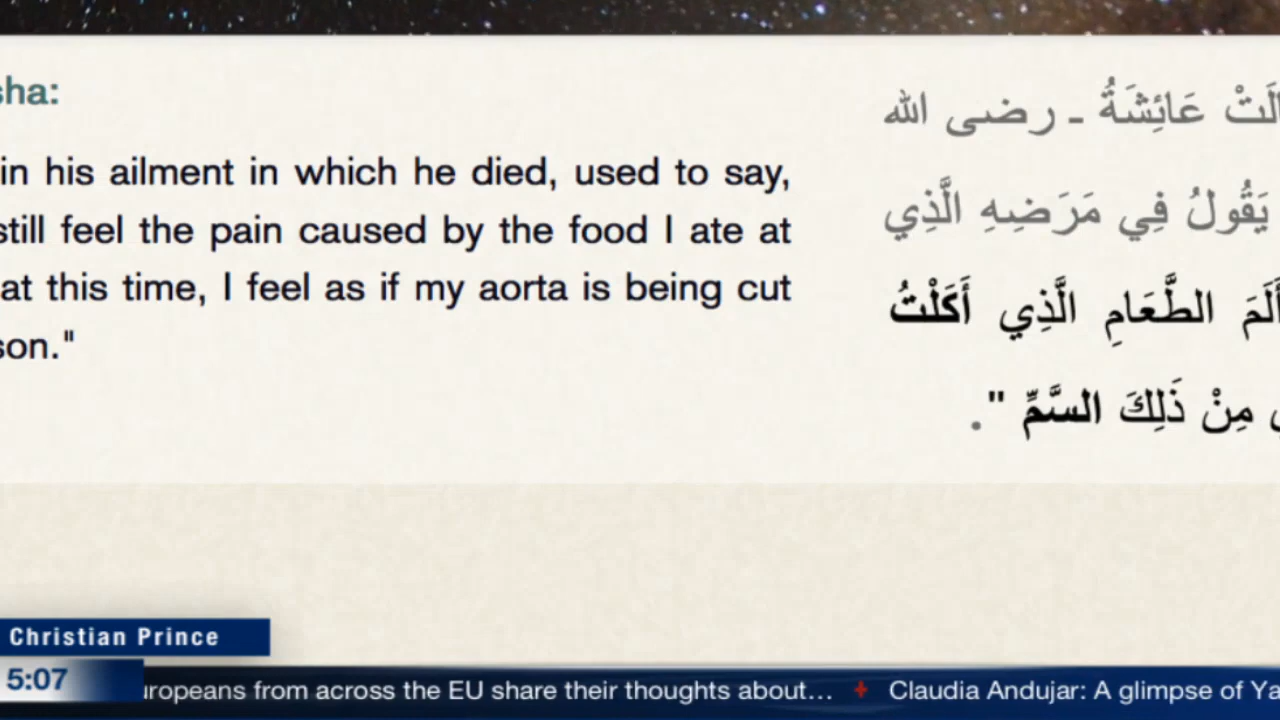 sha:
in his ailment in which he died, used to say,
still feel the pain caused by the food I ate at
at this time, I feel as if my aorta is being cut
son."
الَتْ عَائِشَةُ ـ رضى الله
يَقُولُ فِي مَرَضِهِ الَّذِي
أَلَمَ الطَّعَامِ الَّذِي أَكَلْتُ
مِنْ ذَلِكَ السَّمِّ ‏"‏‏.‏
Christian Prince
5:07
uropeans from across the EU share their thoughts about... Claudia Andujar: A glimpse of Ya